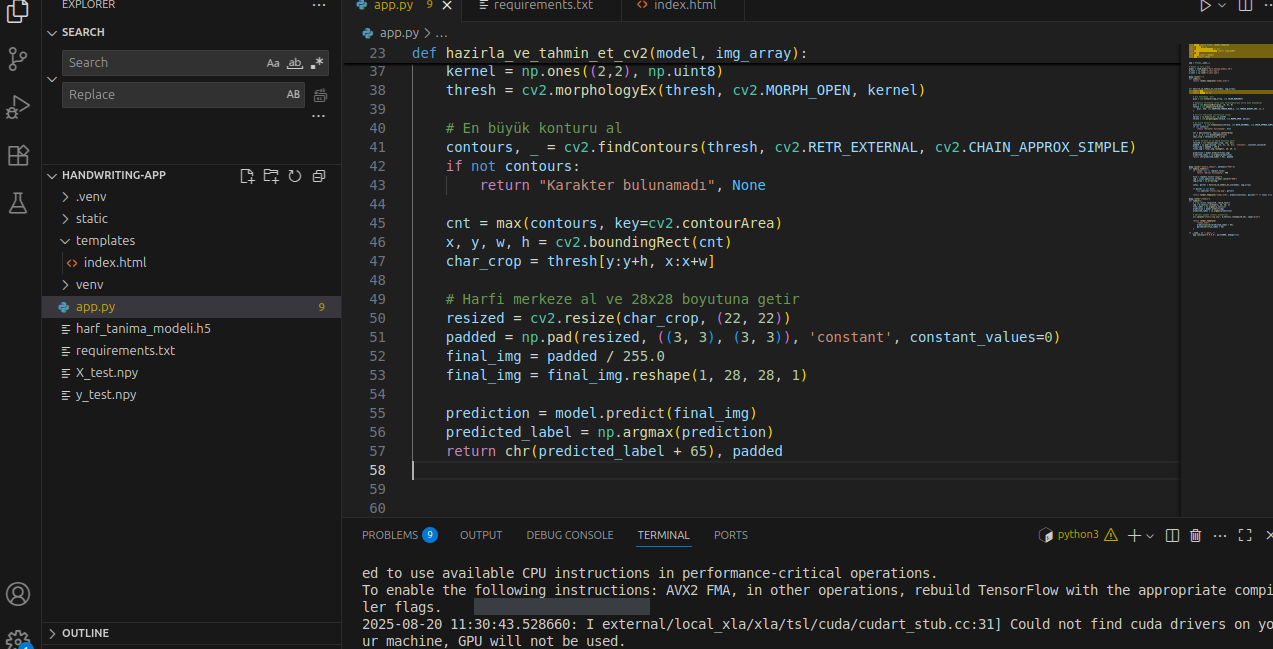 EXPLORER
...
SEARCH
Search
Aa ab
Replace
AB
...
HANDWRITING-APP
.venv
static
templates
<> index.html
venv
app.py 9
harf_tanima_modeli.h5
requirements.txt
X_test.npy
y_test.npy
OUTLINE
app.py 9
requirements.txt
<> index.html
app.py > ...
23 def hazirla_ve_tahmin_et_cv2(model, img_array):
37 kernel = np.ones((2,2), np.uint8)
38 thresh = cv2.morphologyEx(thresh, cv2.MORPH_OPEN, kernel)
39
40 # En büyük konturu al
41 contours, _ = cv2.findContours(thresh, cv2.RETR_EXTERNAL, cv2.CHAIN_APPROX_SIMPLE)
42 if not contours:
43 return "Karakter bulunamadı", None
44
45 cnt = max(contours, key=cv2.contourArea)
46 x, y, w, h = cv2.boundingRect(cnt)
47 char_crop = thresh[y:y+h, x:x+w]
48
49 # Harfi merkeze al ve 28x28 boyutuna getir
50 resized = cv2.resize(char_crop, (22, 22))
51 padded = np.pad(resized, ((3, 3), (3, 3)), 'constant', constant_values=0)
52 final_img = padded / 255.0
53 final_img = final_img.reshape(1, 28, 28, 1)
54
55 prediction = model.predict(final_img)
56 predicted_label = np.argmax(prediction)
57 return chr(predicted_label + 65), padded
58
59
60
PROBLEMS 9 OUTPUT DEBUG CONSOLE TERMINAL PORTS
python3
ed to use available CPU instructions in performance-critical operations.
To enable the following instructions: AVX2 FMA, in other operations, rebuild TensorFlow with the appropriate compi
ler flags.
2025-08-20 11:30:43.528660: I external/local_xla/xla/tsl/cuda/cudart_stub.cc:31] Could not find cuda drivers on yo
ur machine, GPU will not be used.